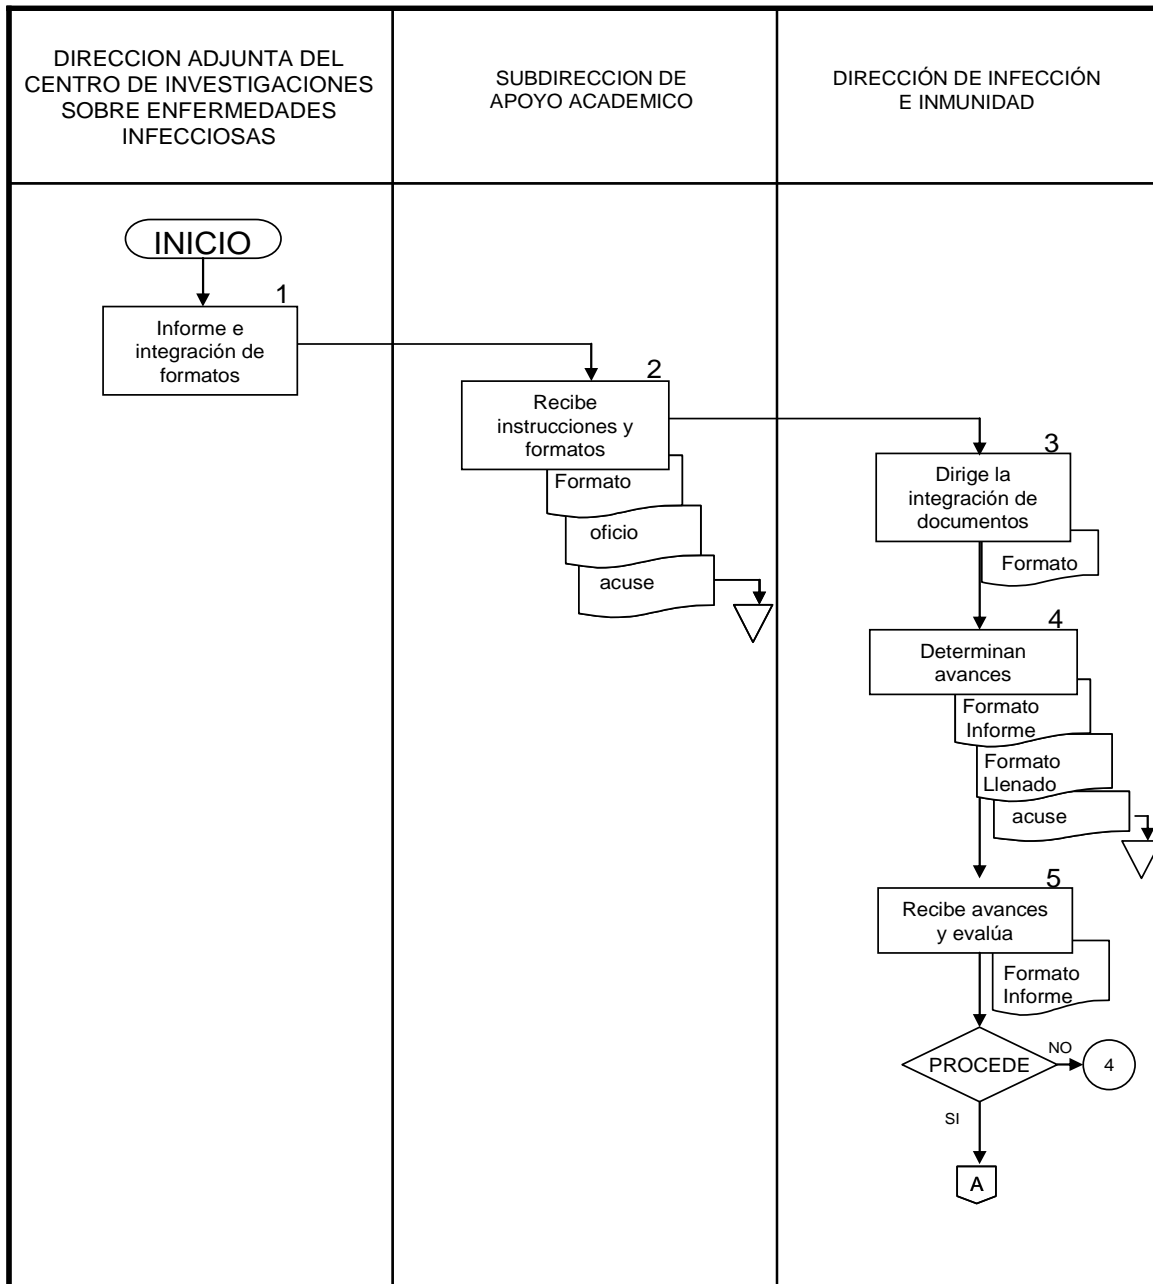 DIRECCION ADJUNTA DEL
CENTRO DE INVESTIGACIONES
SOBRE ENFERMEDADES
INFECCIOSAS
SUBDIRECCION DE
APOYO ACADEMICO
DIRECCIÓN DE INFECCIÓN
E INMUNIDAD
INICIO
1
Informe e
integración de
formatos
2
Recibe
instrucciones y
formatos
Formato
oficio
acuse
3
Dirige la
integración de
documentos
Formato
4
Determinan
avances
Formato
Informe
Formato
Llenado
acuse
5
Recibe avances
y evalúa
Formato
Informe
PROCEDE
NO
4
SI
A